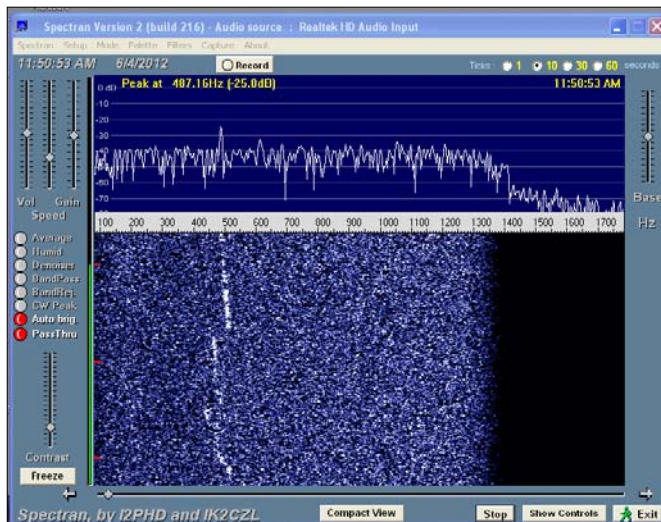 Spectran Version 2 (build 216) - Audio source : Realtek HD Audio Input
Spectran Setup Mode Palette Filters Capture About
11:50:53 AM 6/4/2012 Record Ticks: 1 10 30 60 seconds
0 dB Peak at 487.16Hz (-25.0dB) 11:50:53 AM
-10
-20
-30
-40
-50
-60
-70
Vol Gain
Speed
Base
100 200 300 400 500 600 700 800 900 1000 1100 1200 1300 1400 1500 1600 1700
Hz
Average
Humid
Denoiser
BandPass
BandRej.
CW Peak
Auto brig.
PassThru
Contrast
Freeze
Spectran, by I2PHD and IK2CZL Compact View Stop Show Controls Exit